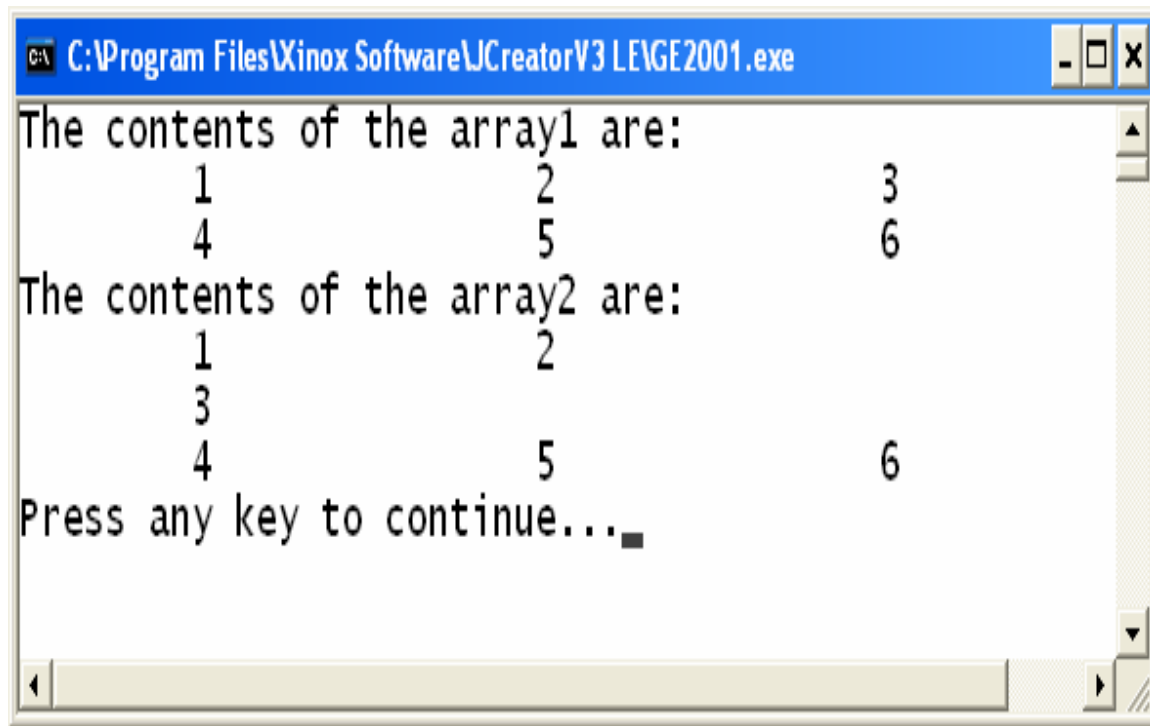 C:\Program Files\Xinox Software\JCreatorV3 LE\GE2001.exe
The contents of the array1 are:
1 2 3
4 5 6
The contents of the array2 are:
1 2
3
4 5 6
Press any key to continue..._